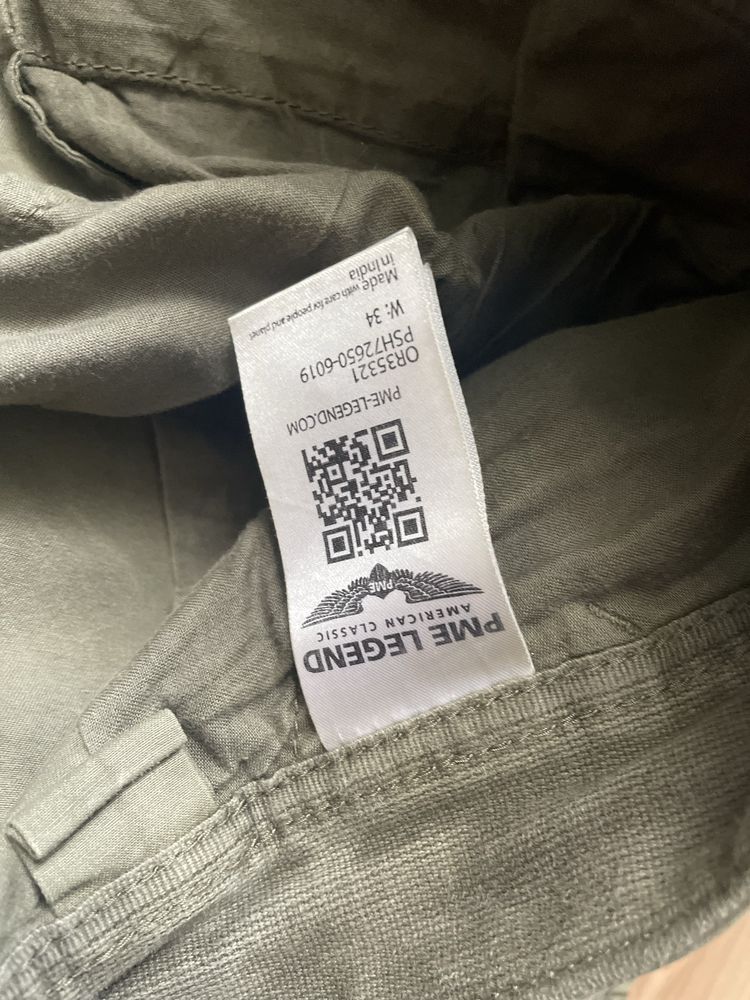 PME LEGEND
AMERICAN CLASSIC
PME
PME-LEGEND.COM
OR35321
PSH72650-6019
W: 34
Made with care for people and planet
in India